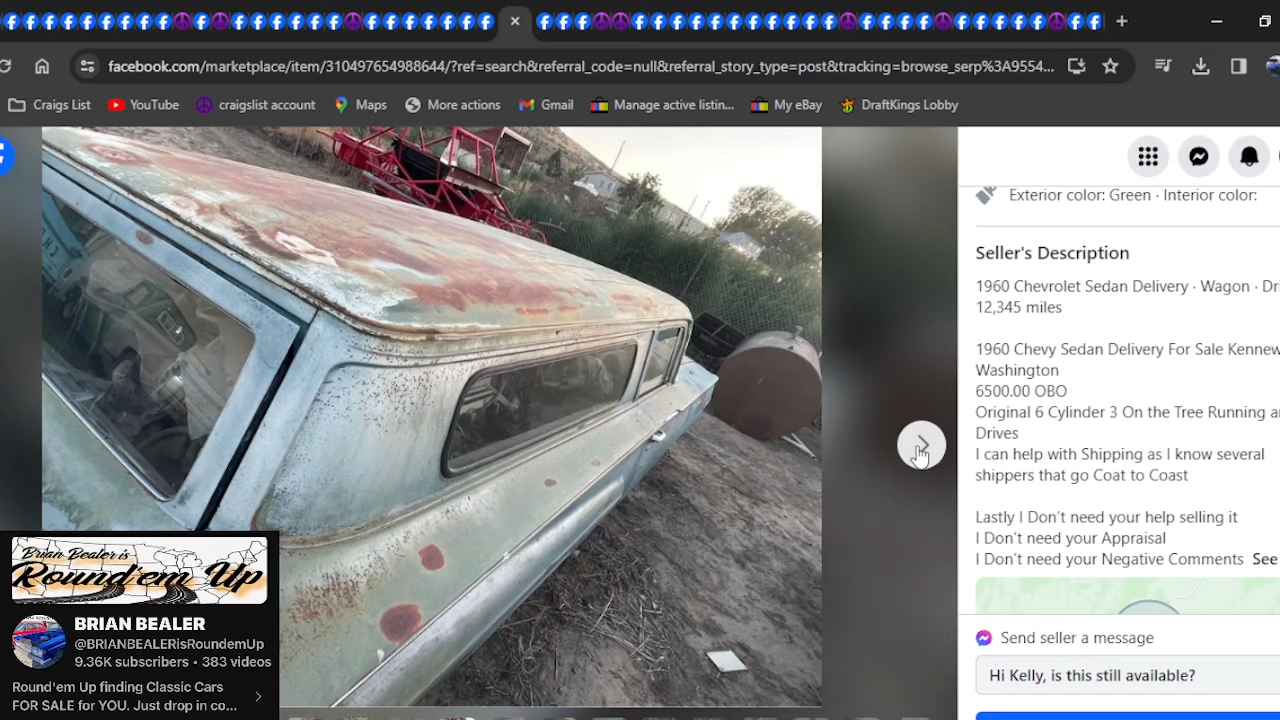 facebook.com/marketplace/item/310497654988644/?ref=search&referral_code=null&referral_story_type=post&tracking=browse_serp%3A9554...
Craigs List
YouTube
craigslist account
Maps
More actions
Gmail
Manage active listin...
My eBay
DraftKings Lobby
Exterior color: Green · Interior color:
Seller's Description
1960 Chevrolet Sedan Delivery · Wagon · Dri
12,345 miles
1960 Chevy Sedan Delivery For Sale Kennew
Washington
6500.00 OBO
Original 6 Cylinder 3 On the Tree Running a
Drives
I can help with Shipping as I know several
shippers that go Coat to Coast
Lastly I Don't need your help selling it
I Don't need your Appraisal
I Don't need your Negative Comments See
Send seller a message
Hi Kelly, is this still available?
Brian Bealer is
Round'em Up
BRIAN BEALER
@BRIANBEALERisRoundemUp
9.36K subscribers • 383 videos
Round'em Up finding Classic Cars
FOR SALE for YOU. Just drop in co...